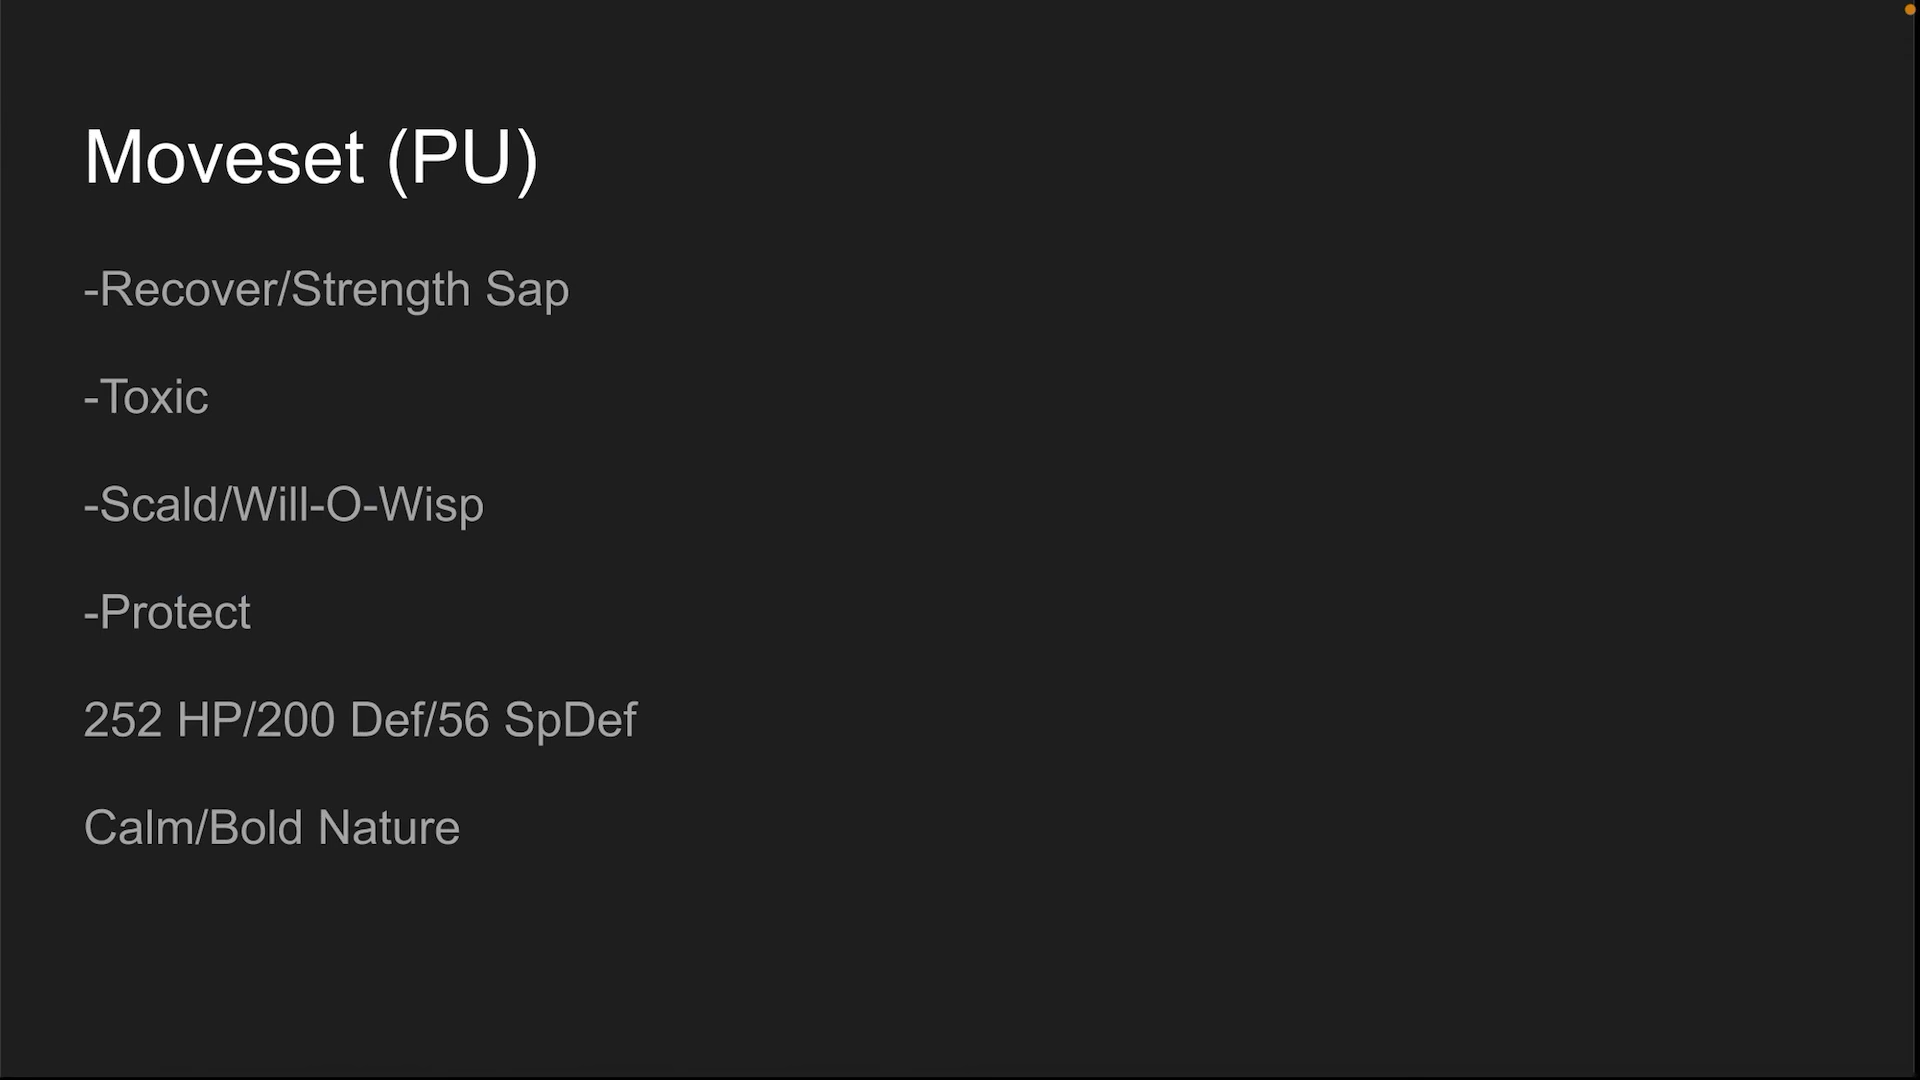 Moveset (PU)
-Recover/Strength Sap
-Toxic
-Scald/Will-O-Wisp
-Protect
252 HP/200 Def/56 SpDef
Calm/Bold Nature